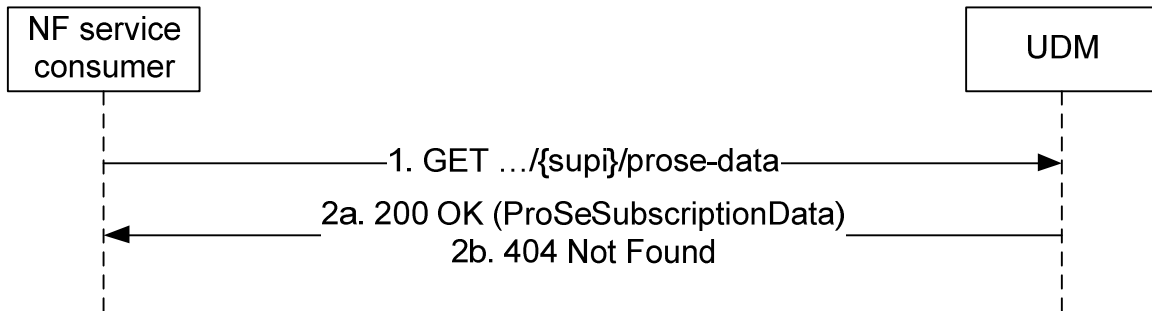 NF service
consumer
UDM
1. GET …/{supi}/prose-data
2a. 200 OK (ProSeSubscriptionData)
2b. 404 Not Found